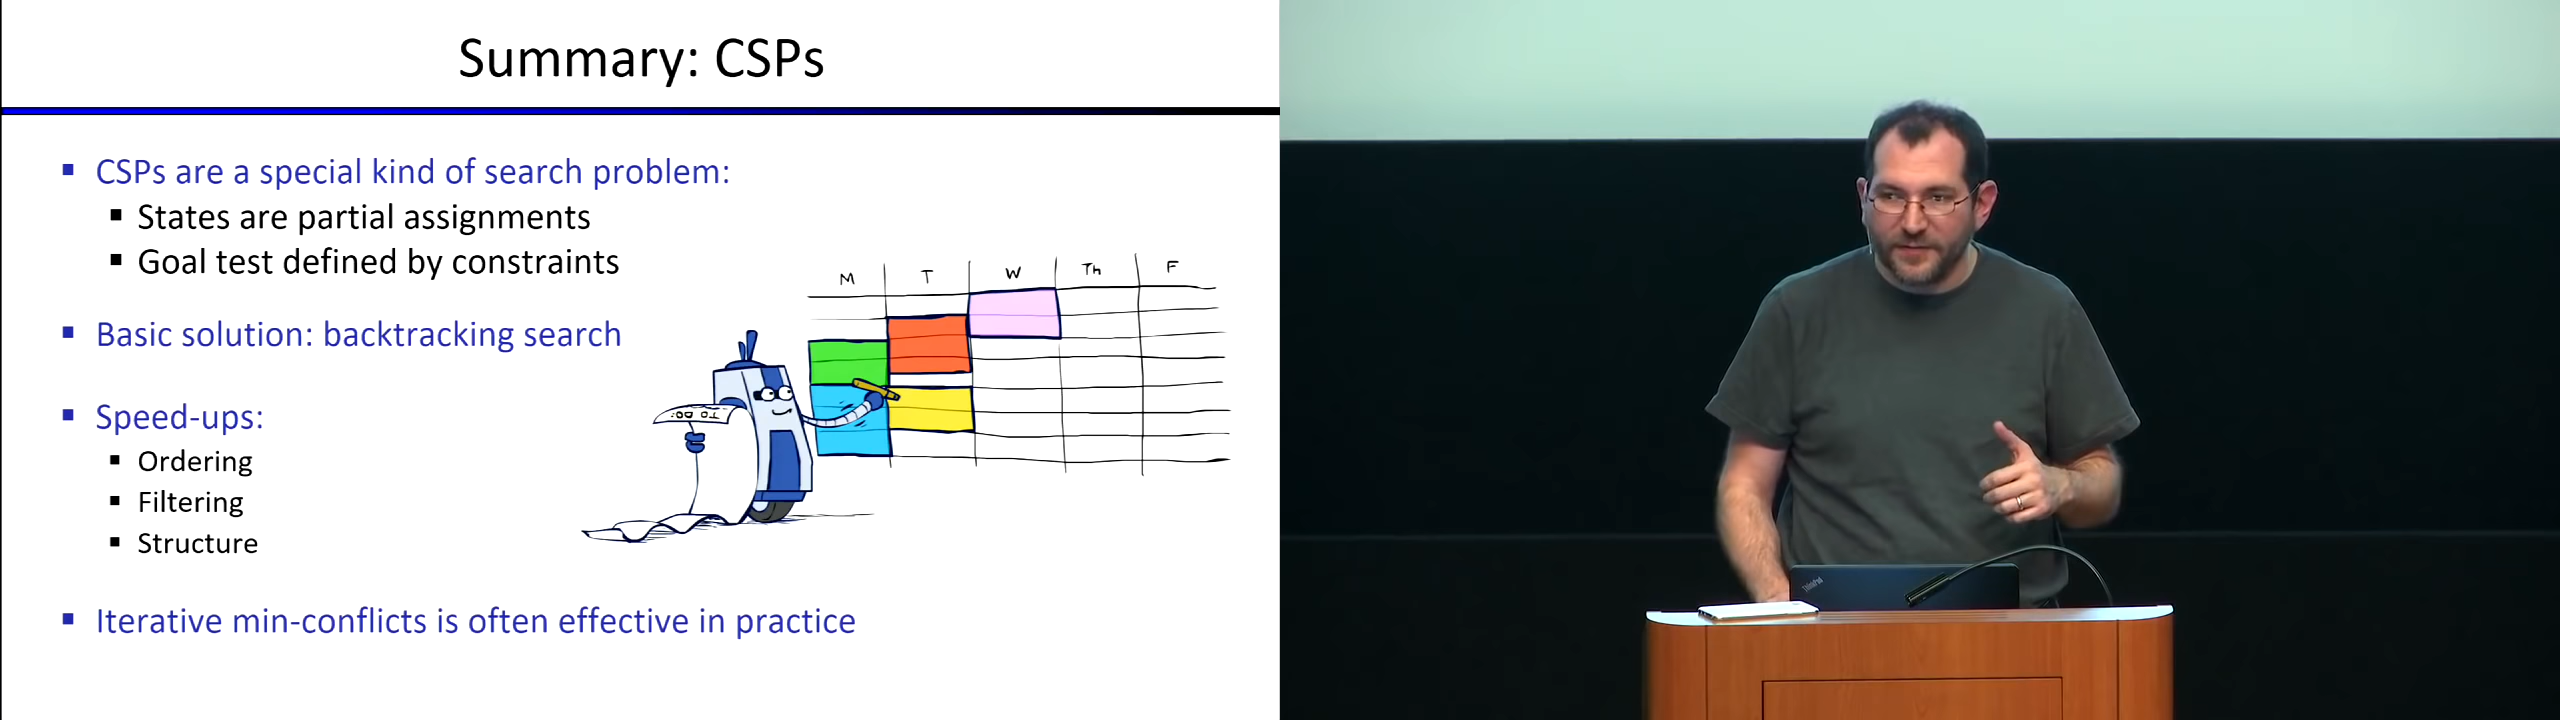 Summary: CSPs
CSPs are a special kind of search problem:
States are partial assignments
Goal test defined by constraints
Basic solution: backtracking search
Speed-ups:
Ordering
Filtering
Structure
Iterative min-conflicts is often effective in practice
M T W Th F
TO DO:
ThinkPad